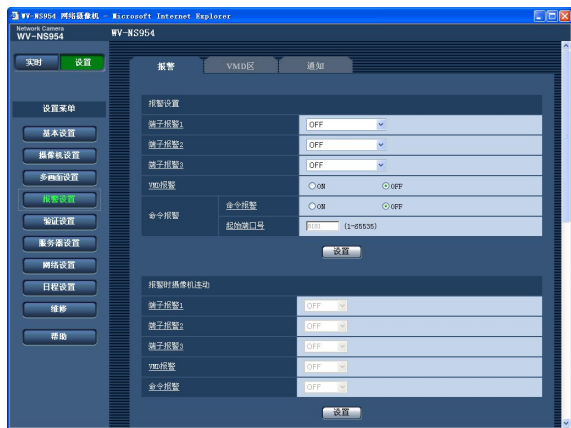 WV-NS954 网络摄像机 - Microsoft Internet Explorer
Network Camera
WV-NS954
WV-NS954
实时 设置
报警 VMD区 通知
设置菜单
基本设置
摄像机设置
多画面设置
报警设置
验证设置
服务器设置
网络设置
日程设置
维修
帮助
报警设置
端子报警1 OFF
端子报警2 OFF
端子报警3 OFF
VMD报警 ON OFF
命令报警 命令报警 ON OFF
起始端口号 8181 (1-65535)
设置
报警时摄像机连动
端子报警1 OFF
端子报警2 OFF
端子报警3 OFF
VMD报警 OFF
命令报警 OFF
设置